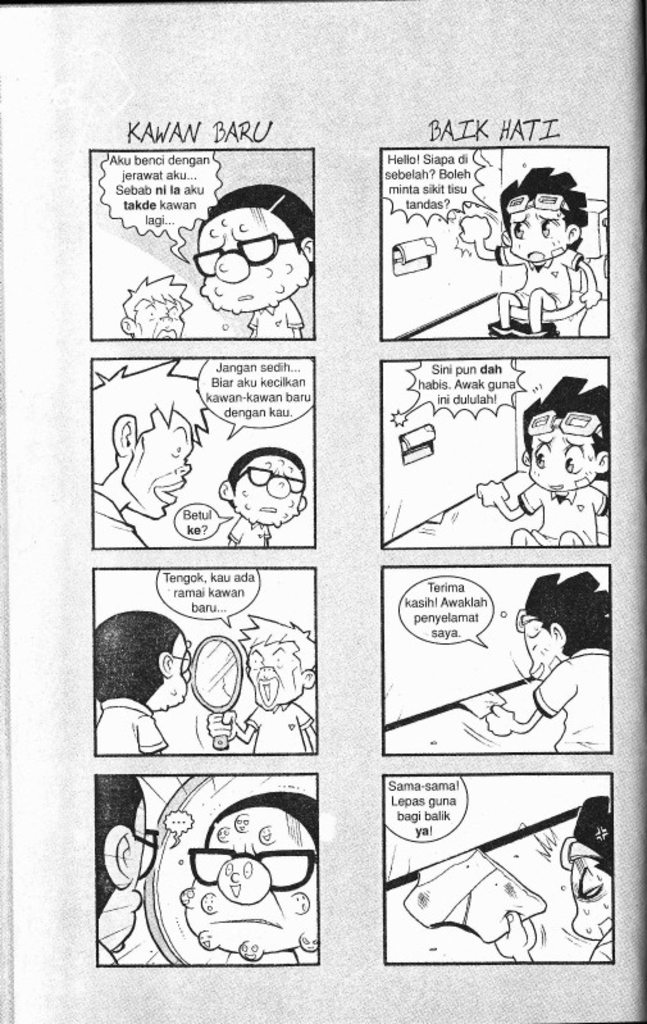 KAWAN BARU
Aku benci dengan
jerawat aku...
Sebab ni la aku
takde kawan
lagi...
Jangan sedih...
Biar aku kecilkan
kawan-kawan baru
dengan kau.
Betul
ke?
Tengok, kau ada
ramai kawan
baru...
...
BAIK HATI
Hello! Siapa di
sebelah? Boleh
minta sikit tisu
tandas?
Sini pun dah
habis. Awak guna
ini dululah!
Terima
kasih! Awaklah
penyelamat
saya.
Sama-sama!
Lepas guna
bagi balik
ya!